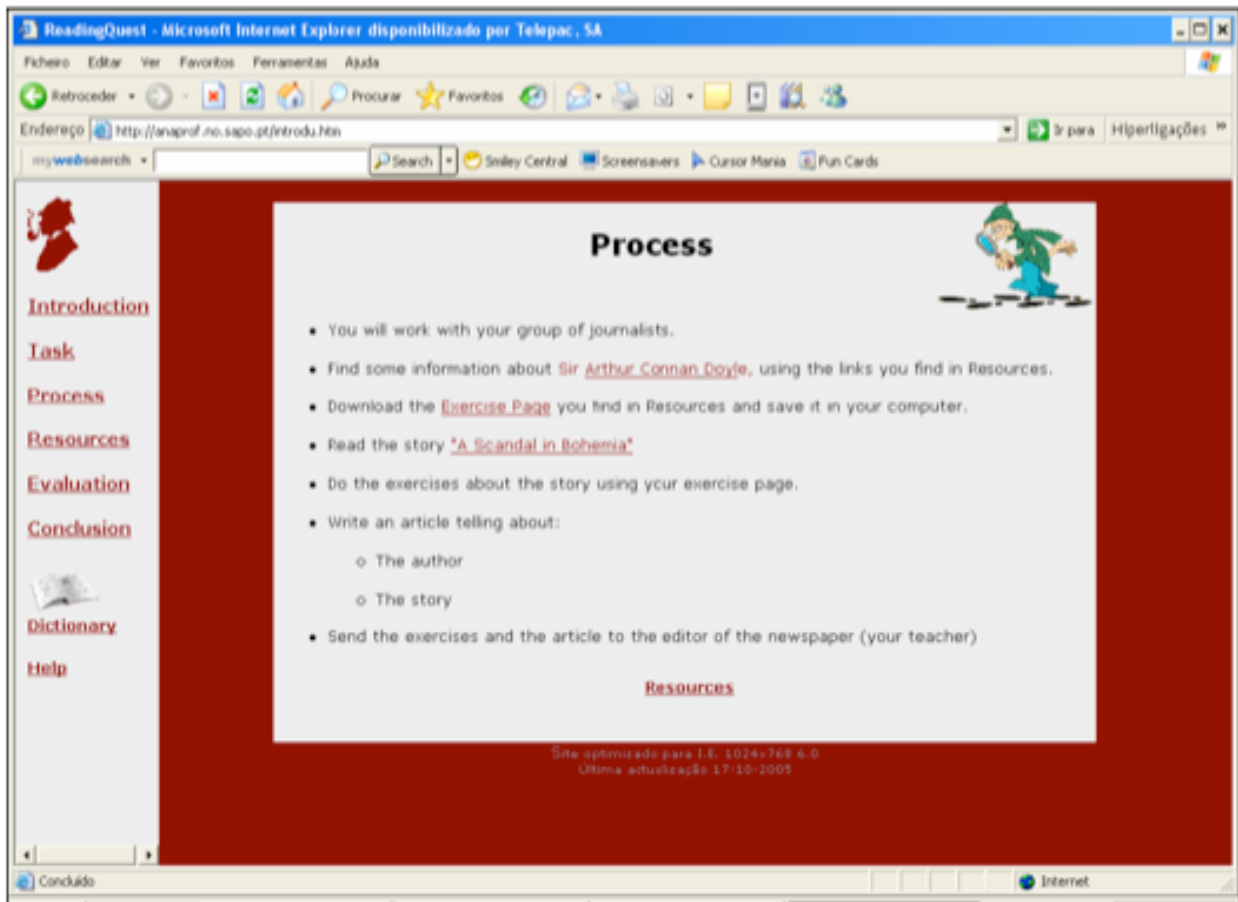 ReadingQuest - Microsoft Internet Explorer disponibilizado por Telepac, SA
Ficheiro Editar Ver Favoritos Ferramentas Ajuda
Retroceder Procurar Favoritos
Endereço http://anaprof.no.sapo.pt/introdu.htm Ir para Hiperligações »
mywebsearch Search Smiley Central Screensavers Cursor Mania Fun Cards
Introduction
Task
Process
Resources
Evaluation
Conclusion
Dictionary
Help
Process
• You will work with your group of journalists.
• Find some information about Sir Arthur Connan Doyle, using the links you find in Resources.
• Download the Exercise Page you find in Resources and save it in your computer.
• Read the story "A Scandal in Bohemia"
• Do the exercises about the story using your exercise page.
• Write an article telling about:
o The author
o The story
• Send the exercises and the article to the editor of the newspaper (your teacher)
Resources
Site optimizado para I.E. 1024×768 6.0
Última actualização 17-10-2005
Concluído Internet